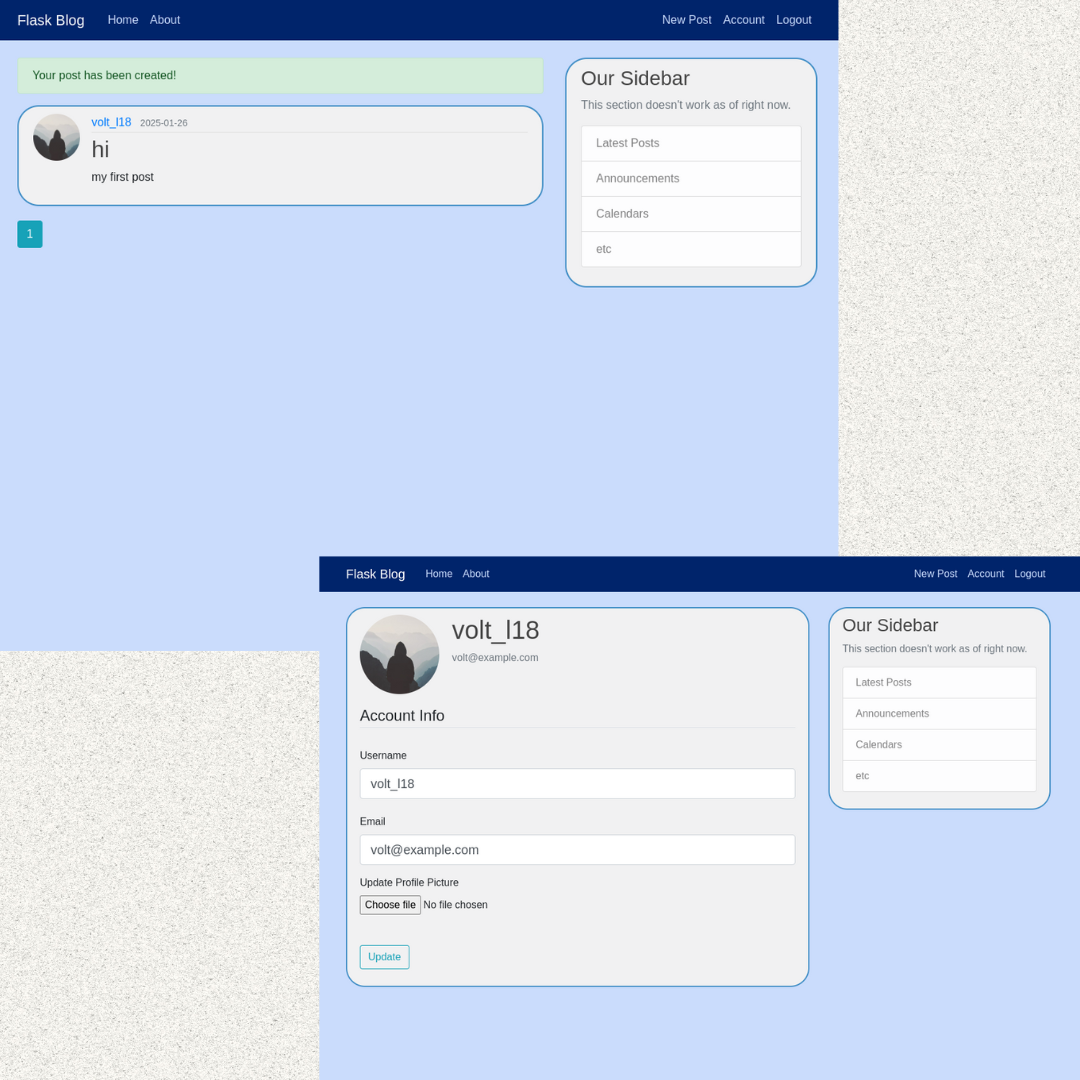 Flask Blog Home About New Post Account Logout
Your post has been created!
volt_l18 2025-01-26
hi
my first post
1
Our Sidebar
This section doesn't work as of right now.
Latest Posts
Announcements
Calendars
etc
Flask Blog Home About New Post Account Logout
volt_l18
volt@example.com
Account Info
Username
volt_l18
Email
volt@example.com
Update Profile Picture
Choose file No file chosen
Update
Our Sidebar
This section doesn't work as of right now.
Latest Posts
Announcements
Calendars
etc